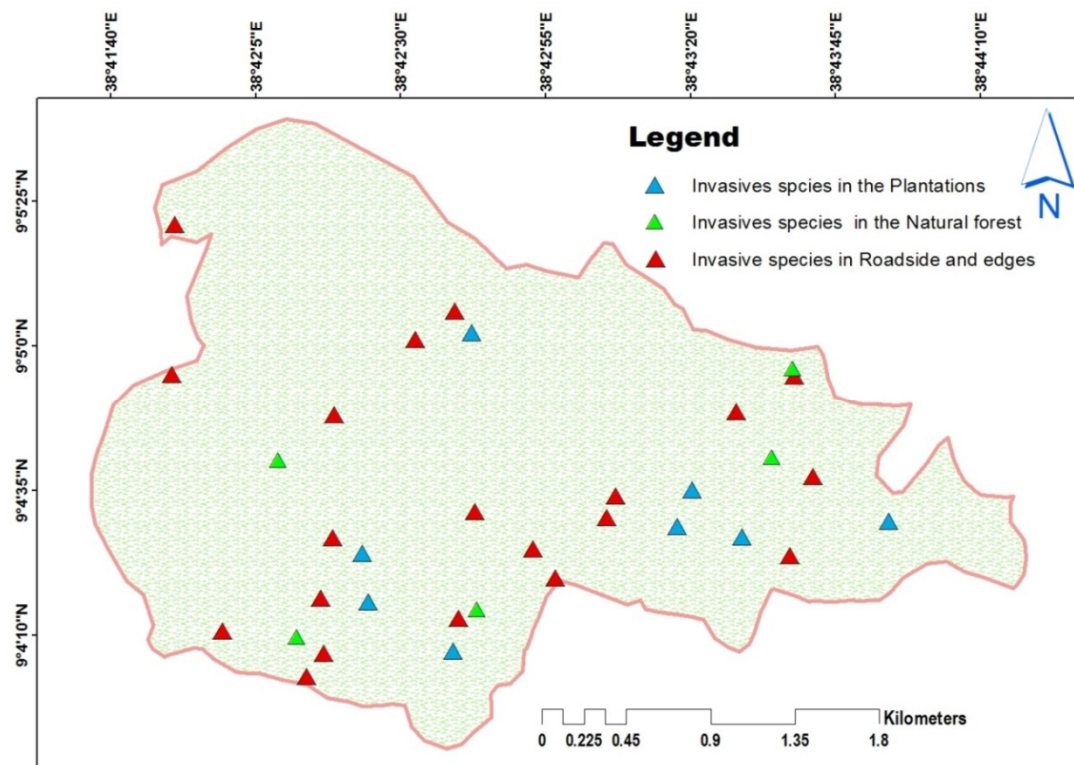 38°41'40"E
38°42'5"E
38°42'30"E
38°42'55"E
38°43'20"E
38°43'45"E
38°44'10"E
Legend
Invasives spcies in the Plantations
Invasives species in the Natural forest
Invasive species in Roadside and edges
N
9°5'25"N
9°5'0"N
9°4'35"N
9°4'10"N
Kilometers
0 0.225 0.45 0.9 1.35 1.8